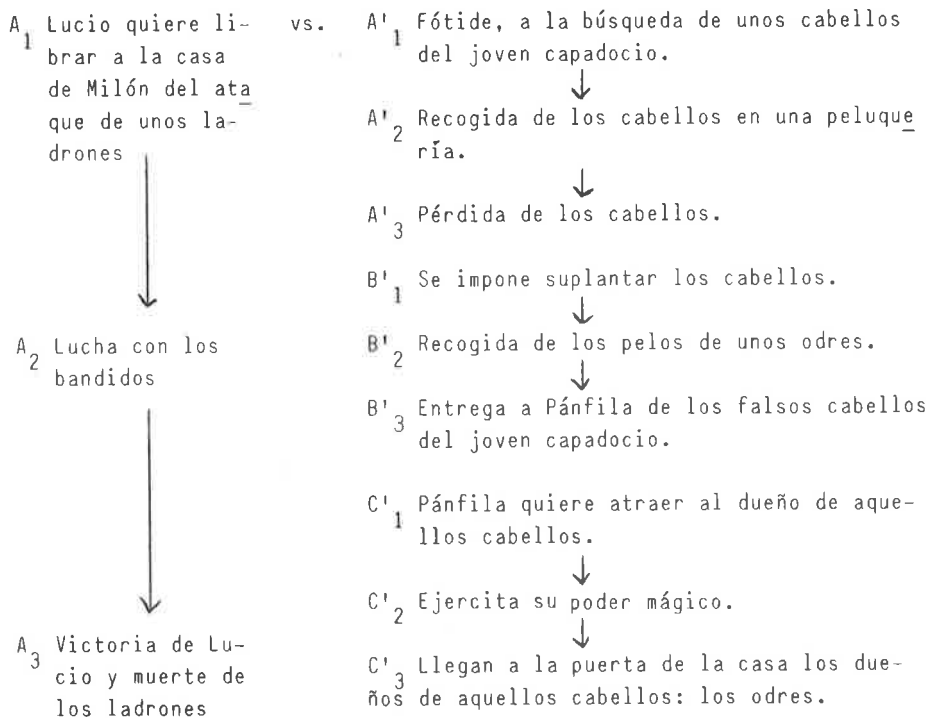 A1 Lucio quiere li-
brar a la casa
de Milón del ata
que de unos la-
drones
A2 Lucha con los
bandidos
A3 Victoria de Lu-
cio y muerte de
los ladrones
vs.
A'1 Fótide, a la búsqueda de unos cabellos
del joven capadocio.
A'2 Recogida de los cabellos en una peluque
ría.
A'3 Pérdida de los cabellos.
B'1 Se impone suplantar los cabellos.
B'2 Recogida de los pelos de unos odres.
B'3 Entrega a Pánfila de los falsos cabellos
del joven capadocio.
C'1 Pánfila quiere atraer al dueño de aque-
llos cabellos.
C'2 Ejercita su poder mágico.
C'3 Llegan a la puerta de la casa los due-
ños de aquellos cabellos: los odres.